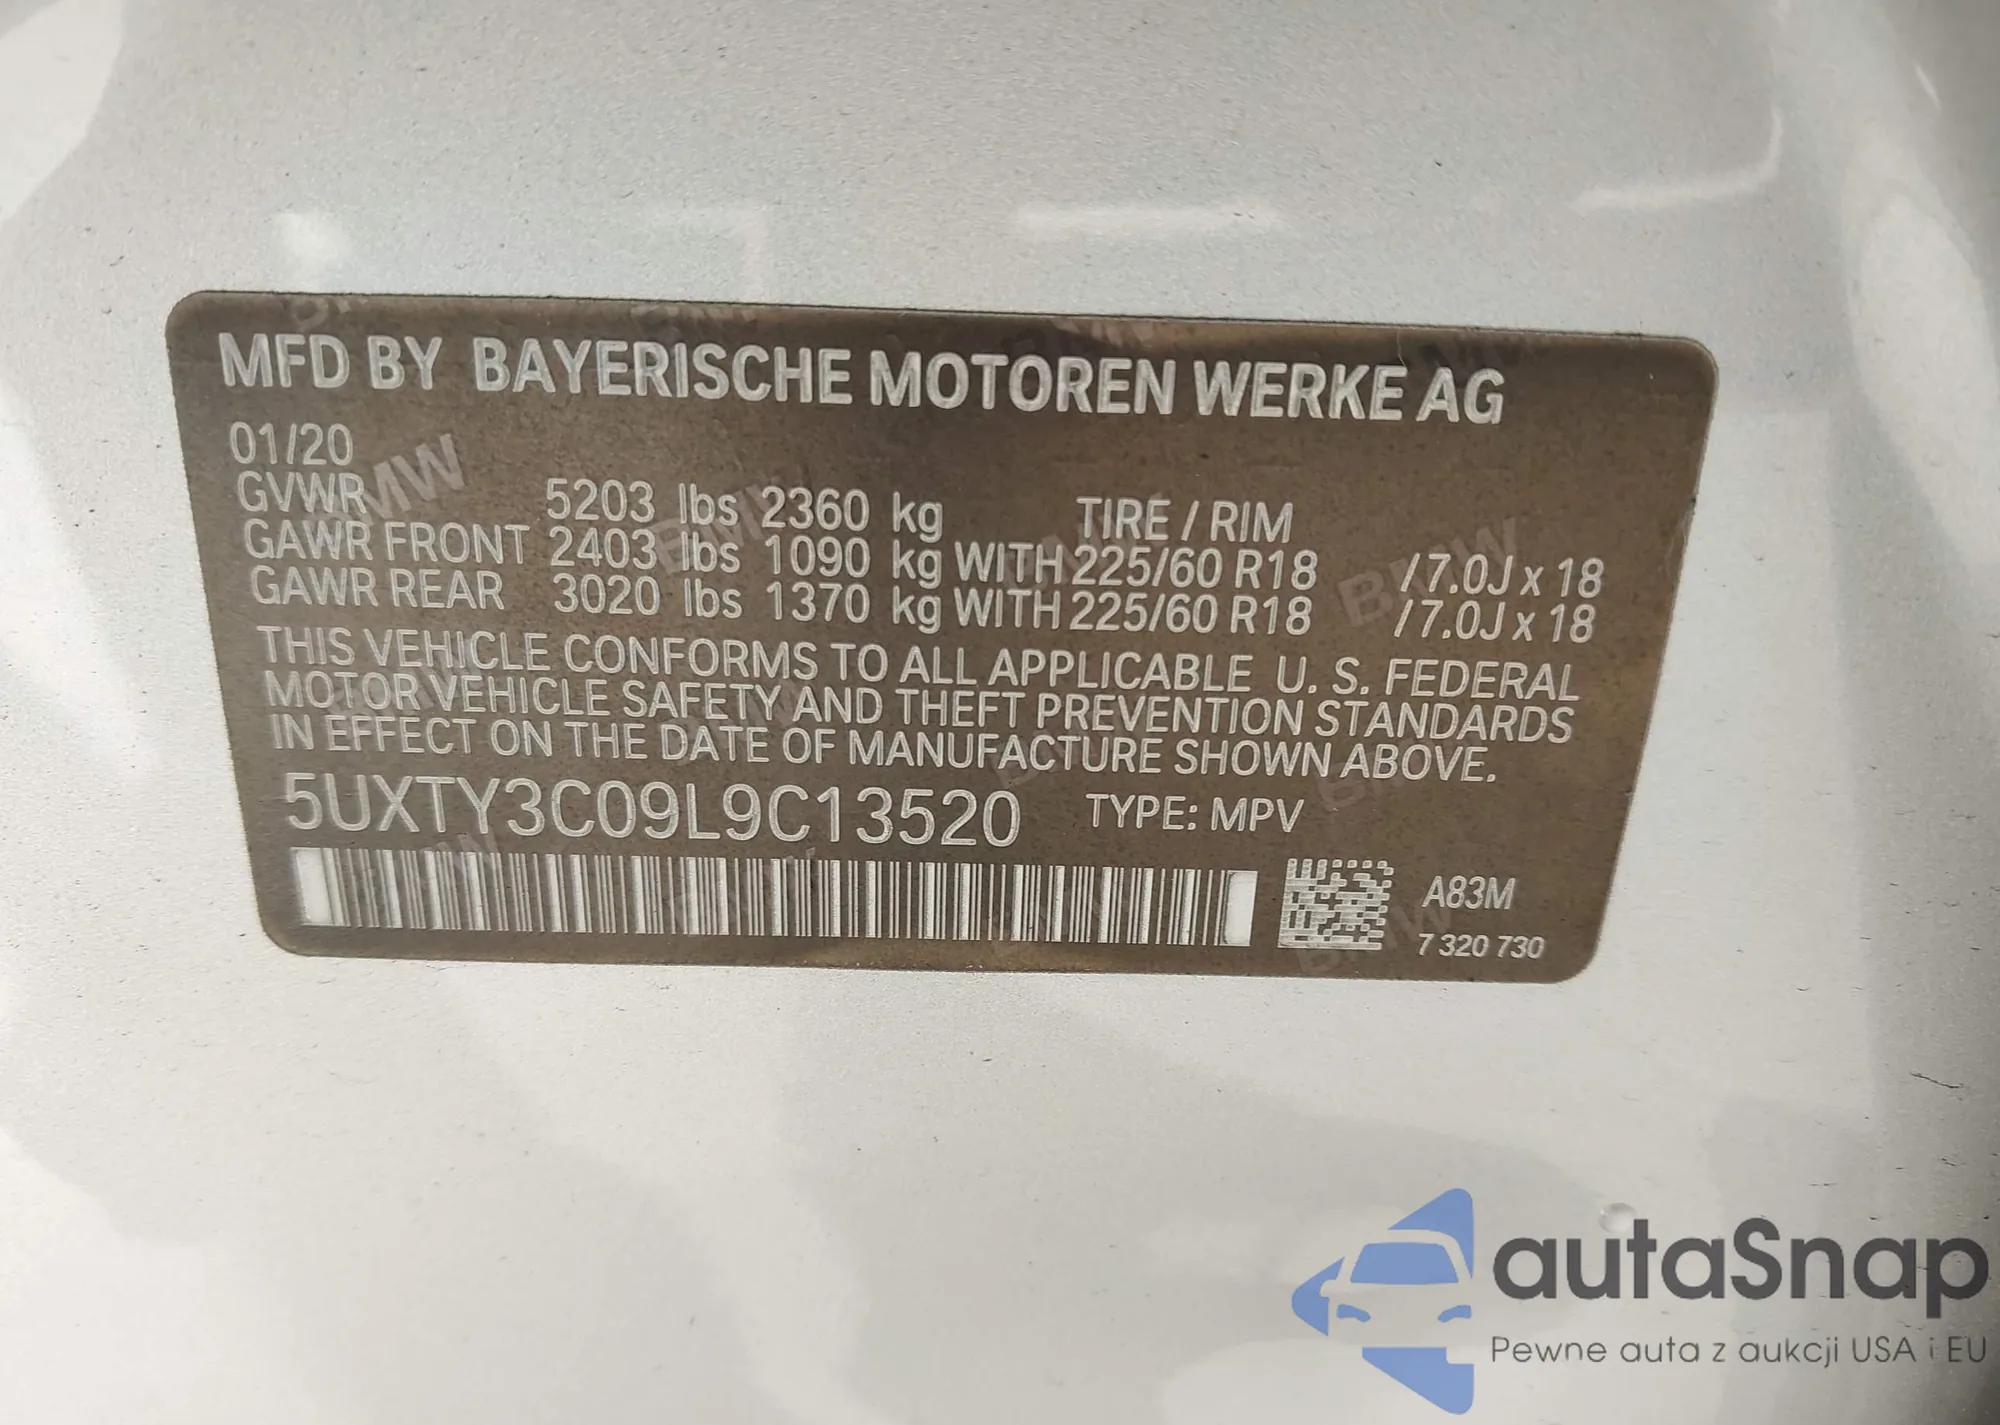 MFD BY BAYERISCHE MOTOREN WERKE AG
01/20
GVWR 5203 lbs 2360 kg TIRE / RIM
GAWR FRONT 2403 lbs 1090 kg WITH 225/60 R18 /7.0J x 18
GAWR REAR 3020 lbs 1370 kg WITH 225/60 R18 /7.0J x 18
THIS VEHICLE CONFORMS TO ALL APPLICABLE U. S. FEDERAL
MOTOR VEHICLE SAFETY AND THEFT PREVENTION STANDARDS
IN EFFECT ON THE DATE OF MANUFACTURE SHOWN ABOVE.
5UXTY3C09L9C13520 TYPE: MPV
A83M
7 320 730
autaSnap
Pewne auta z aukcji USA i EU